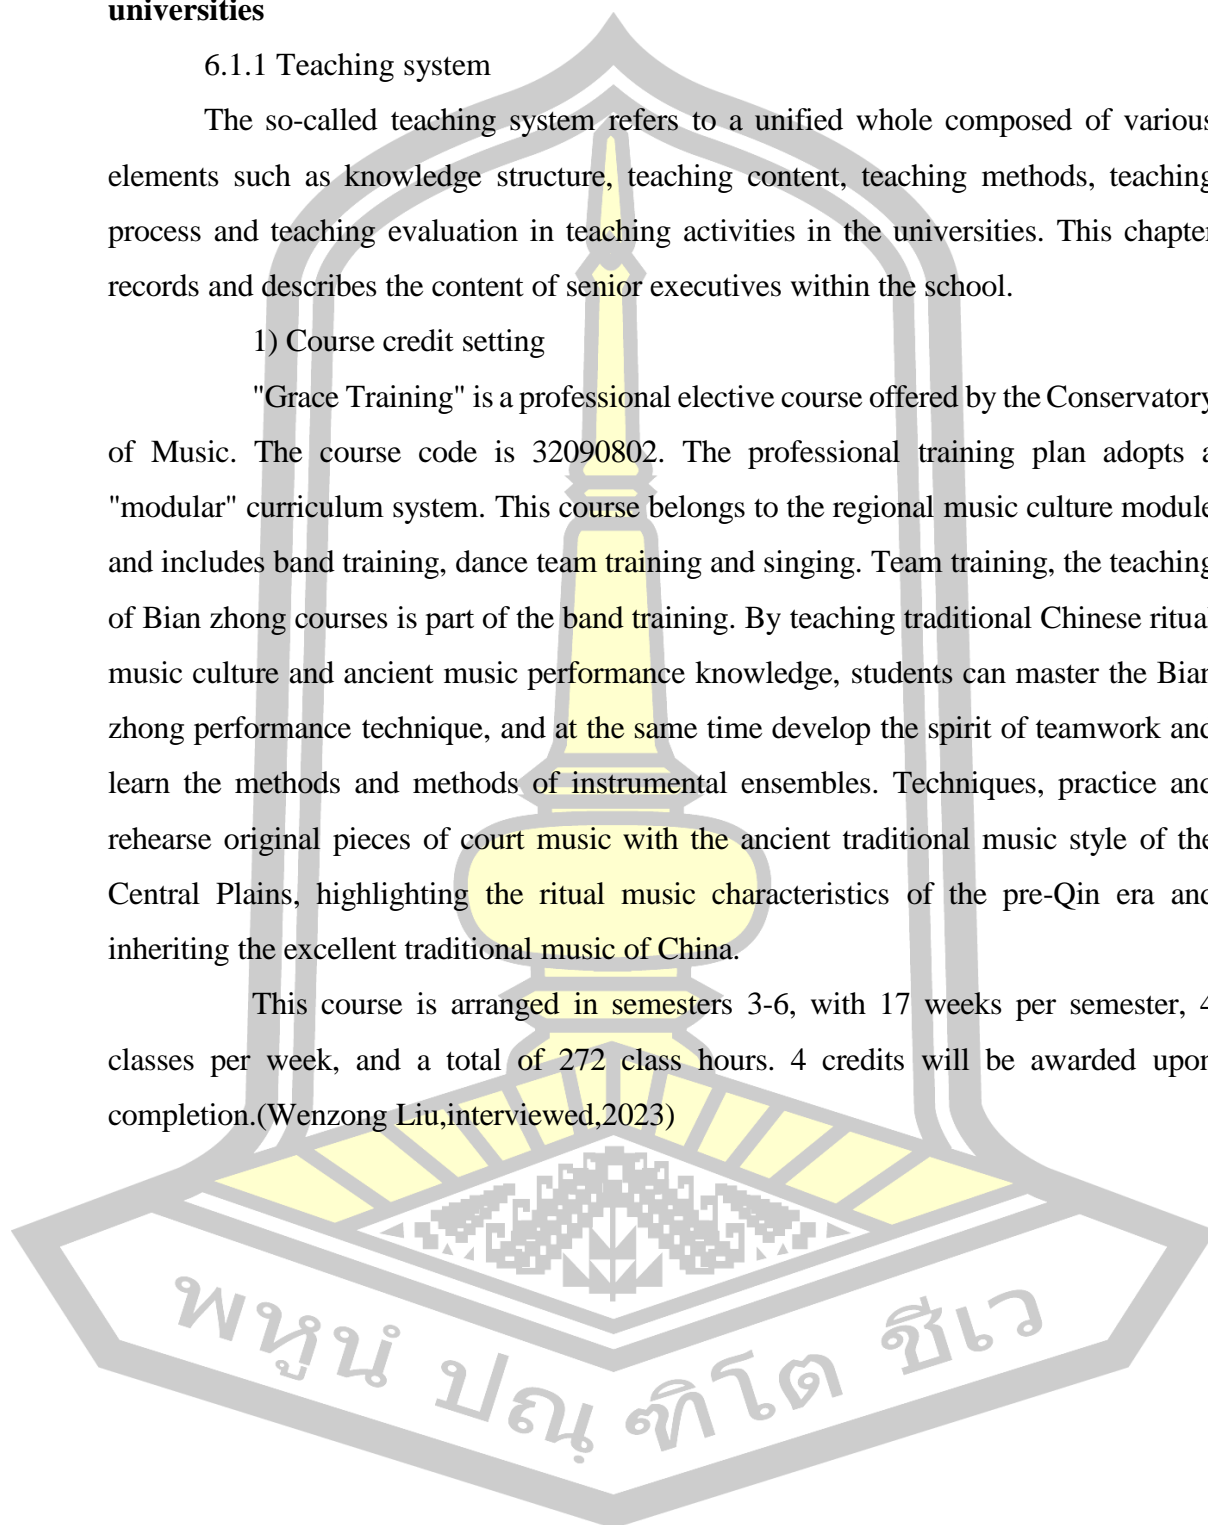 universities
6.1.1 Teaching system
The so-called teaching system refers to a unified whole composed of various
elements such as knowledge structure, teaching content, teaching methods, teaching
process and teaching evaluation in teaching activities in the universities. This chapter
records and describes the content of senior executives within the school.
1) Course credit setting
"Grace Training" is a professional elective course offered by the Conservatory
of Music. The course code is 32090802. The professional training plan adopts a
"modular" curriculum system. This course belongs to the regional music culture module
and includes band training, dance team training and singing. Team training, the teaching
of Bian zhong courses is part of the band training. By teaching traditional Chinese ritual
music culture and ancient music performance knowledge, students can master the Bian
zhong performance technique, and at the same time develop the spirit of teamwork and
learn the methods and methods of instrumental ensembles. Techniques, practice and
rehearse original pieces of court music with the ancient traditional music style of the
Central Plains, highlighting the ritual music characteristics of the pre-Qin era and
inheriting the excellent traditional music of China.
This course is arranged in semesters 3-6, with 17 weeks per semester, 4
classes per week, and a total of 272 class hours. 4 credits will be awarded upon
completion.(Wenzong Liu,interviewed,2023)
พหูนํ ปณฺฑิโต ชีเว